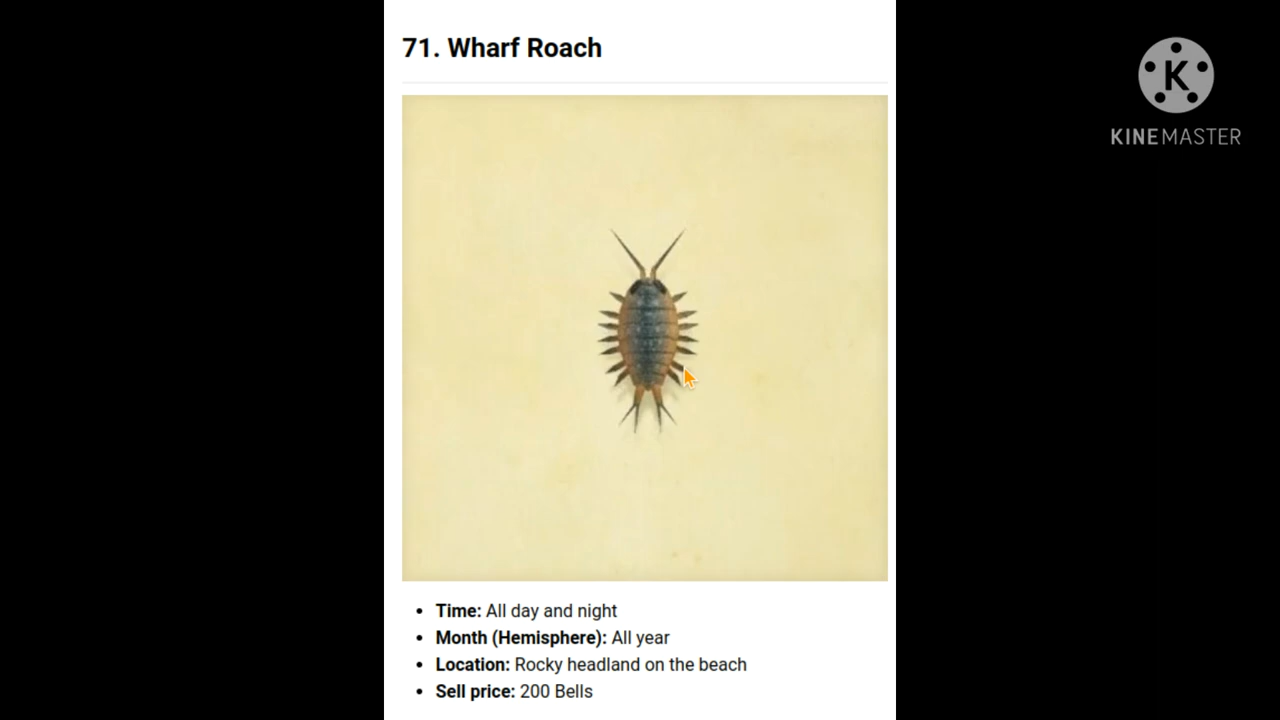 71. Wharf Roach
K
KINEMASTER
Time: All day and night
Month (Hemisphere): All year
Location: Rocky headland on the beach
Sell price: 200 Bells